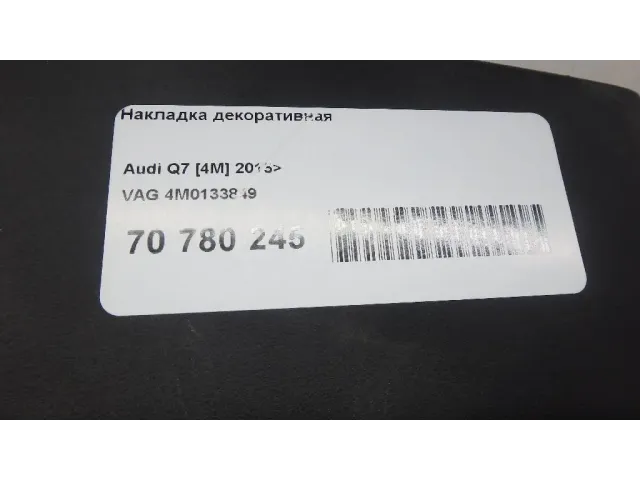 Накладка декоративная
Audi Q7 [4M] 2015>
VAG 4M0133849
70 780 245